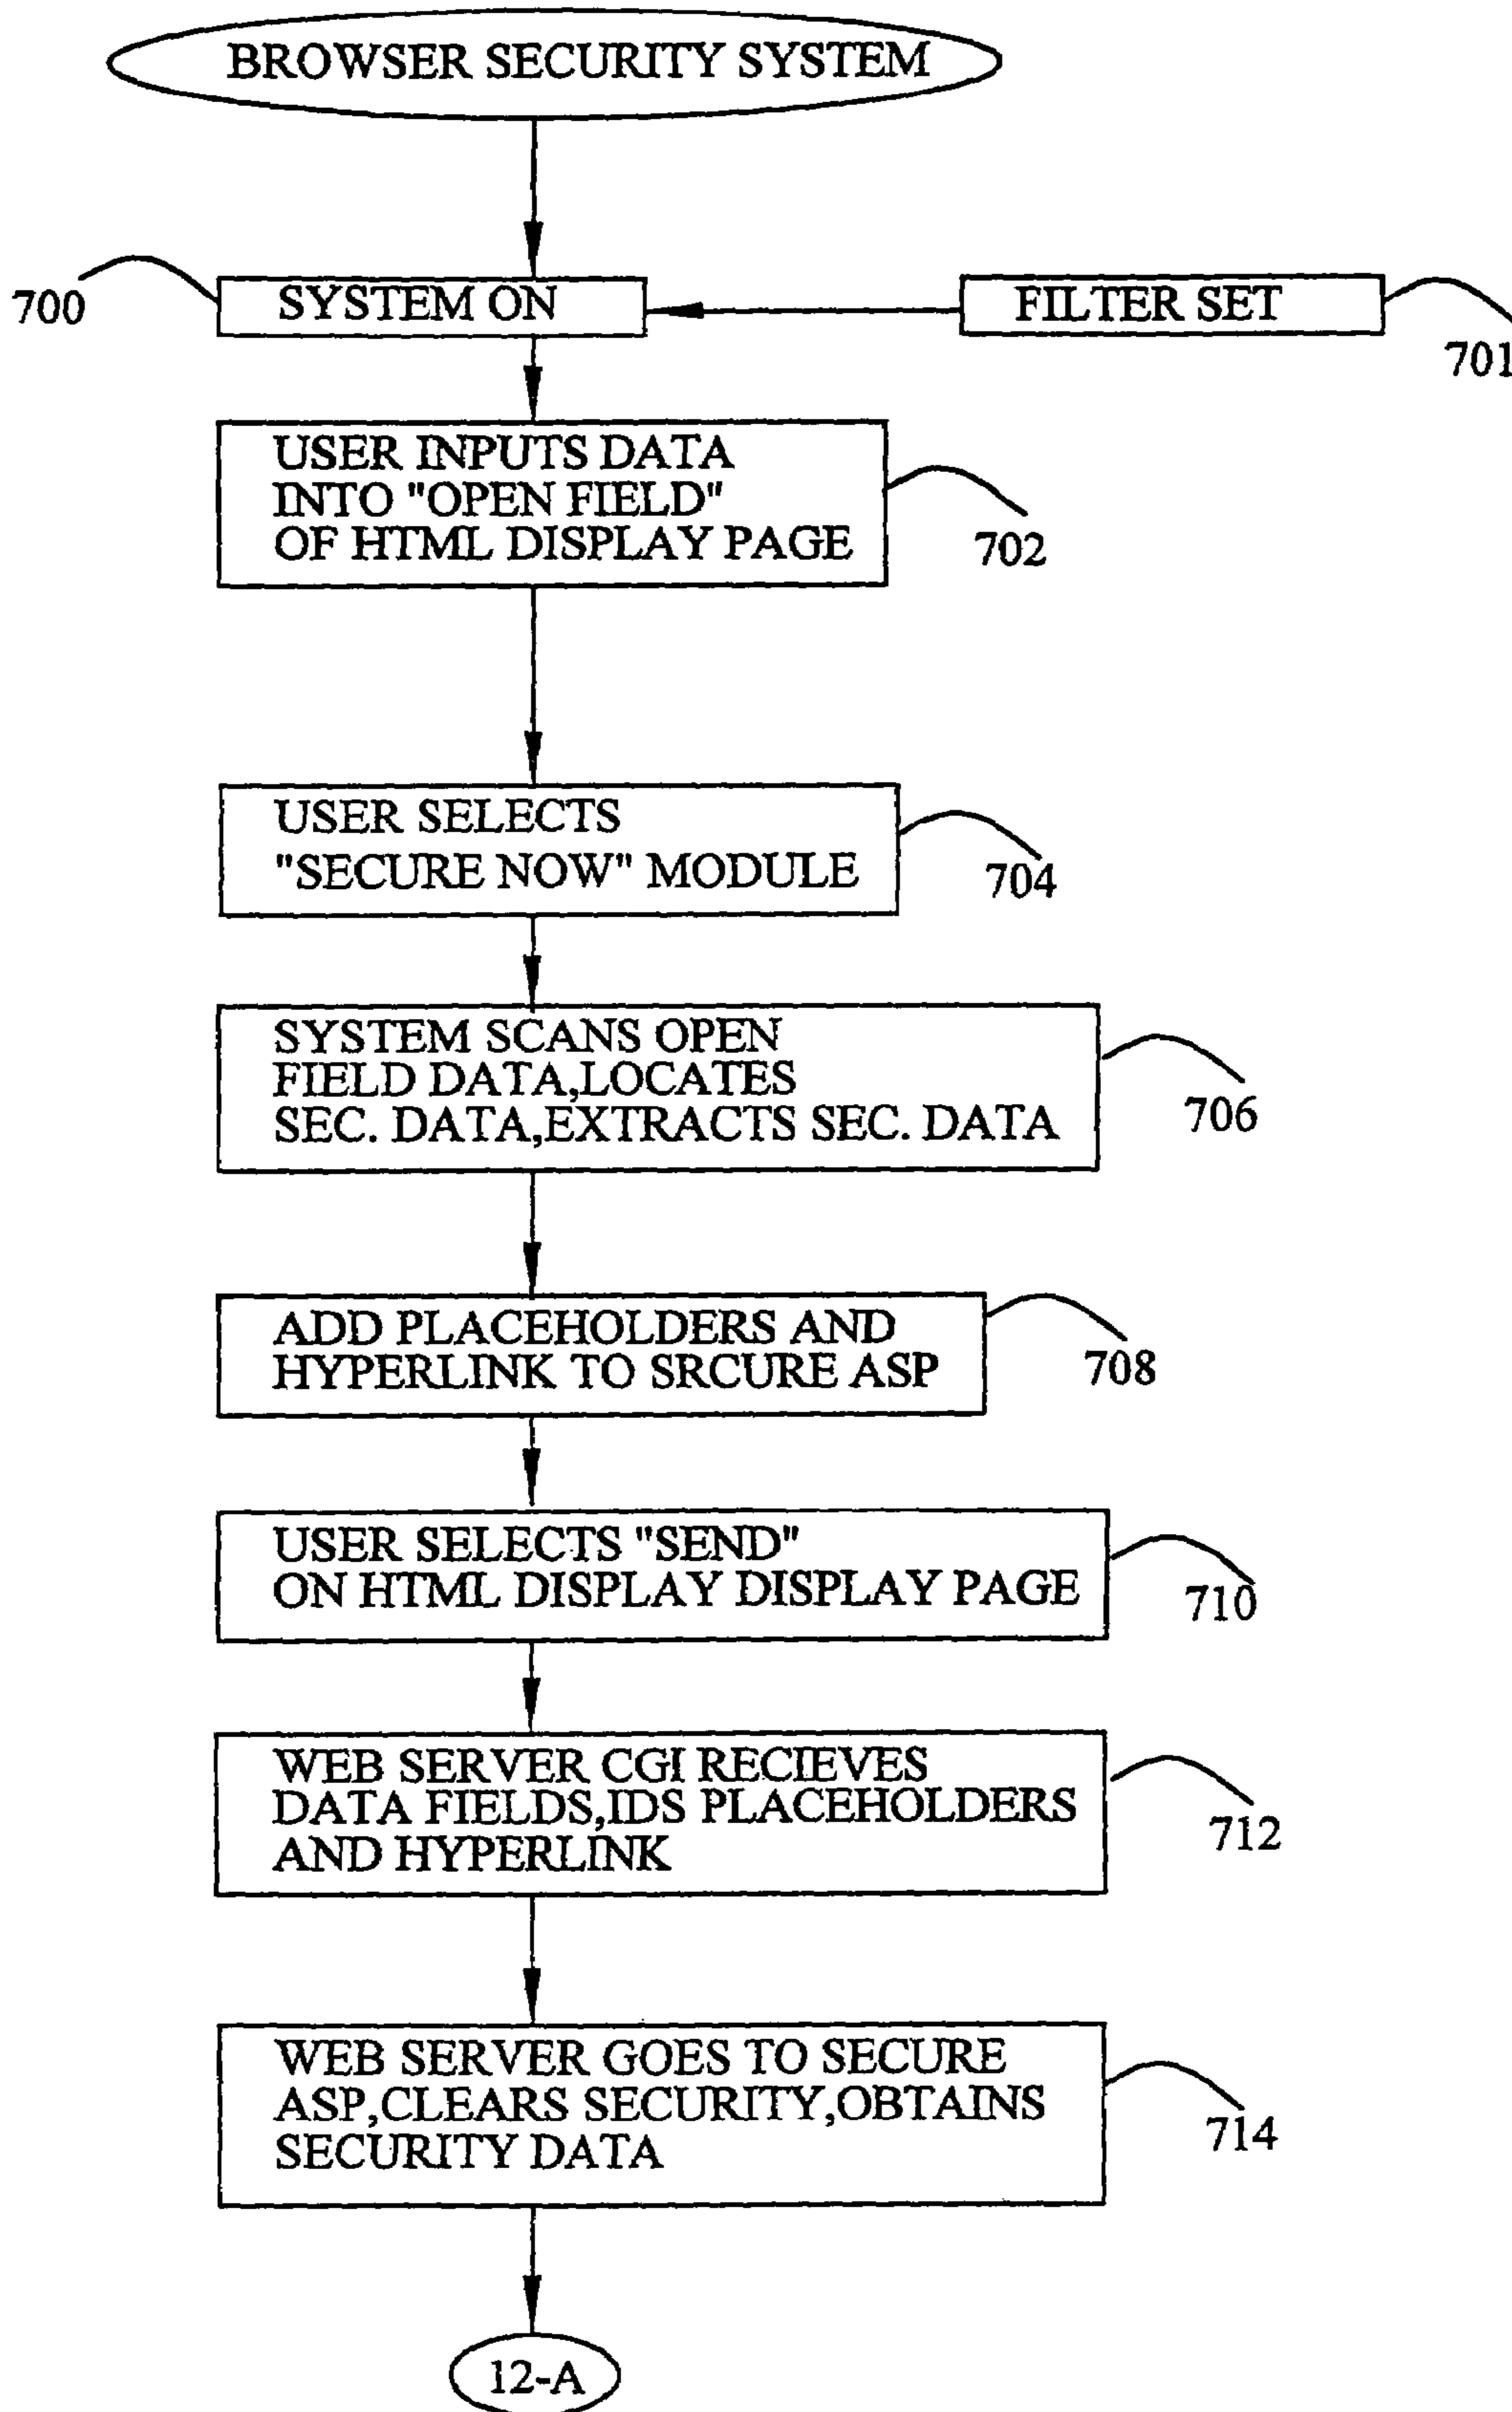 BROWSER SECURITY SYSTEM
700
SYSTEM ON
FILTER SET
701
USER INPUTS DATA
INTO "OPEN FIELD"
OF HTML DISPLAY PAGE
702
USER SELECTS
"SECURE NOW" MODULE
704
SYSTEM SCANS OPEN
FIELD DATA,LOCATES
SEC. DATA,EXTRACTS SEC. DATA
706
ADD PLACEHOLDERS AND
HYPERLINK TO SRCURE ASP
708
USER SELECTS "SEND"
ON HTML DISPLAY DISPLAY PAGE
710
WEB SERVER CGI RECIEVES
DATA FIELDS,IDS PLACEHOLDERS
AND HYPERLINK
712
WEB SERVER GOES TO SECURE
ASP,CLEARS SECURITY,OBTAINS
SECURITY DATA
714
12-A